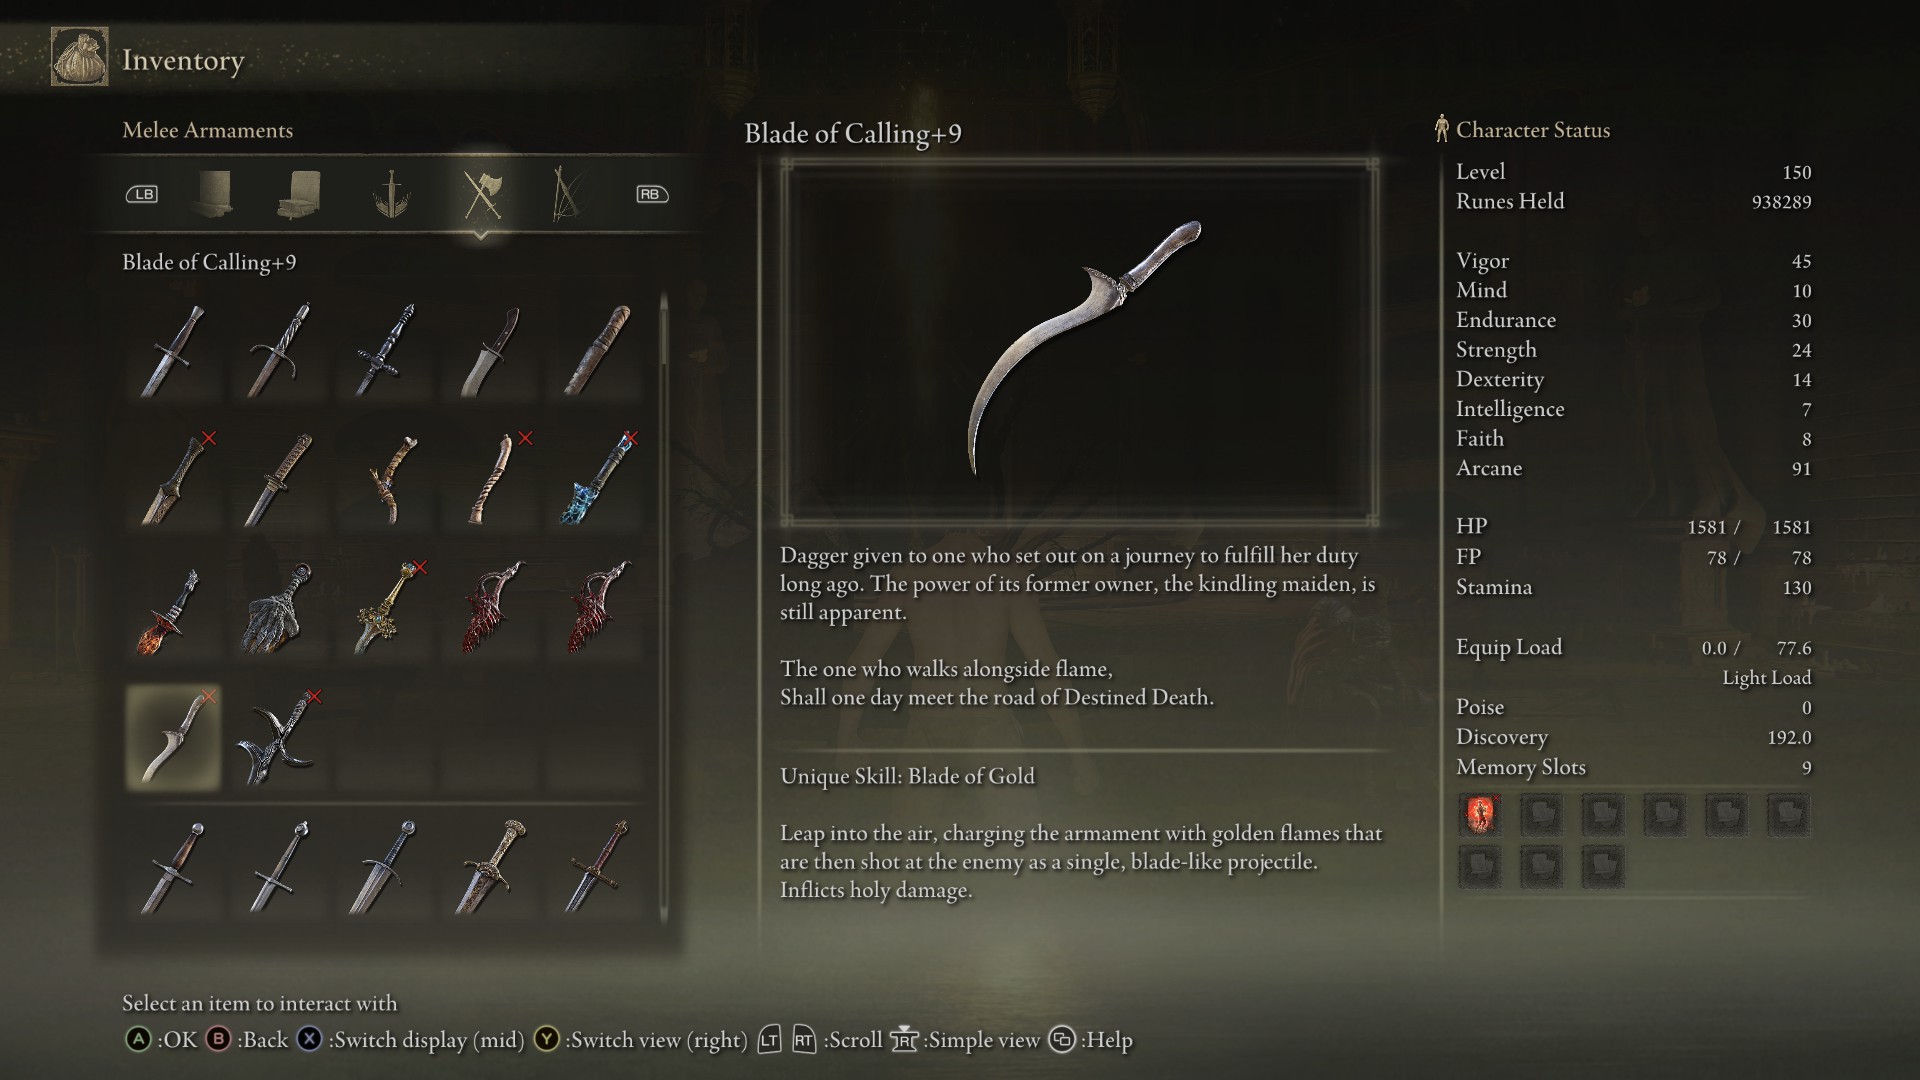 Inventory
Melee Armaments
LB
RB
Blade of Calling+9
Blade of Calling+9
Dagger given to one who set out on a journey to fulfill her duty
long ago. The power of its former owner, the kindling maiden, is
still apparent.
The one who walks alongside flame,
Shall one day meet the road of Destined Death.
Unique Skill: Blade of Gold
Leap into the air, charging the armament with golden flames that
are then shot at the enemy as a single, blade-like projectile.
Inflicts holy damage.
Character Status
Level 150
Runes Held 938289
Vigor 45
Mind 10
Endurance 30
Strength 24
Dexterity 14
Intelligence 7
Faith 8
Arcane 91
HP 1581 / 1581
FP 78 / 78
Stamina 130
Equip Load 0.0 / 77.6
Light Load
Poise 0
Discovery 192.0
Memory Slots 9
Select an item to interact with
A :OK B :Back X :Switch display (mid) Y :Switch view (right) LT RT :Scroll R :Simple view :Help